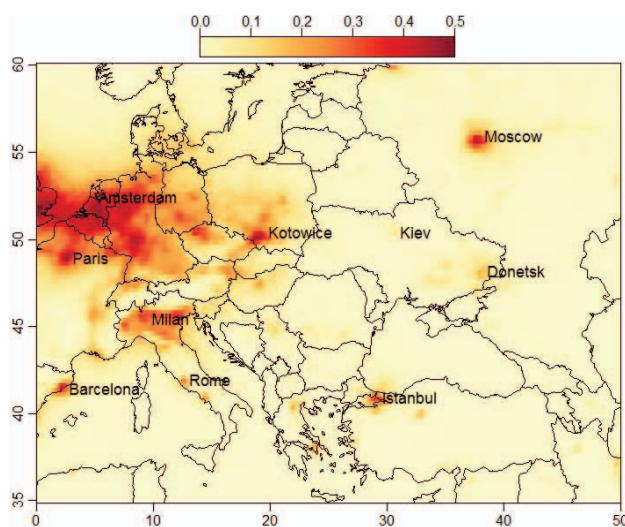 0.0 0.1 0.2 0.3 0.4 0.5
60
Moscow
55
Amsterdam
50
Kotowice
Kiev
Paris
Donetsk
45
Milan
Barcelona
Rome
Istanbul
40
35
0 10 20 30 40 50